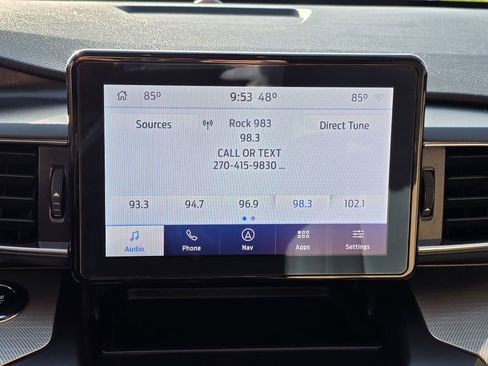 85° 9:53 48° 85°
Sources Rock 983 Direct Tune
98.3
CALL OR TEXT
270-415-9830 ...
93.3 94.7 96.9 98.3 102.1
Audio Phone Nav Apps Settings